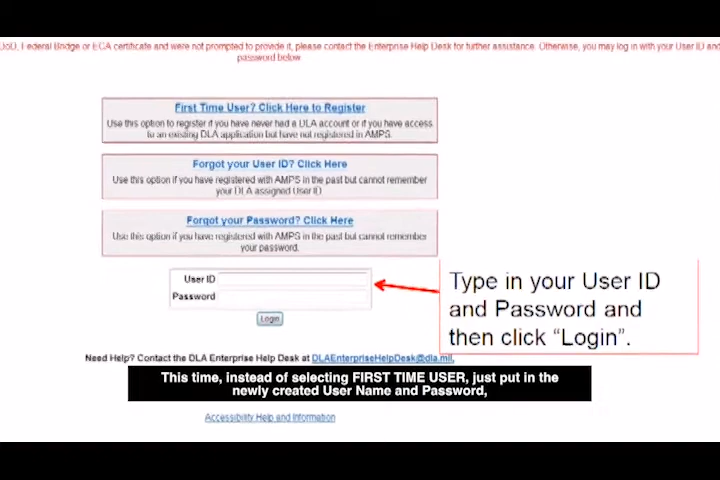 DoD, Federal Bridge or ECA certificate and were not prompted to provide it, please contact the Enterprise Help Desk for further assistance. Otherwise, you may log in with your User ID and
password below
First Time User? Click Here to Register
Use this option to register if you have never had a DLA account or if you have access
to an existing DLA application but have not registered in AMPS.
Forgot your User ID? Click Here
Use this option if you have registered with AMPS in the past but cannot remember
your DLA assigned User ID
Forgot your Password? Click Here
Use this option if you have registered with AMPS in the past but cannot remember
your password.
User ID
Password
Login
Type in your User ID
and Password and
then click “Login”.
Need Help? Contact the DLA Enterprise Help Desk at DLAEnterpriseHelpDesk@dla.mil.
This time, instead of selecting FIRST TIME USER, just put in the
newly created User Name and Password,
Accessibility Help and Information